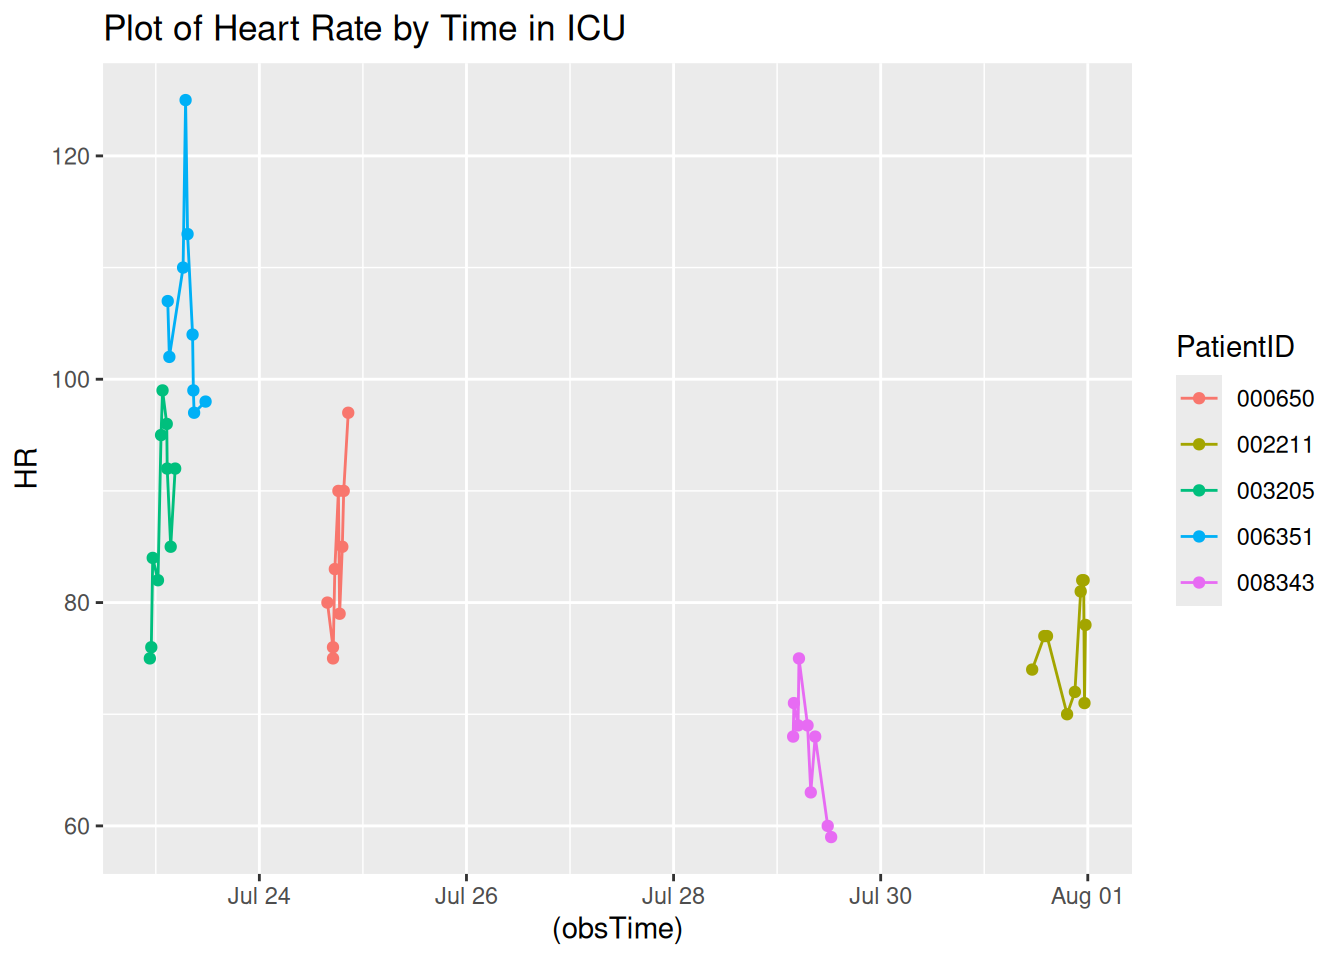 Plot of Heart Rate by Time in ICU
120
100
80
60
HR
Jul 24 Jul 26 Jul 28 Jul 30 Aug 01
(obsTime)
PatientID
000650
002211
003205
006351
008343